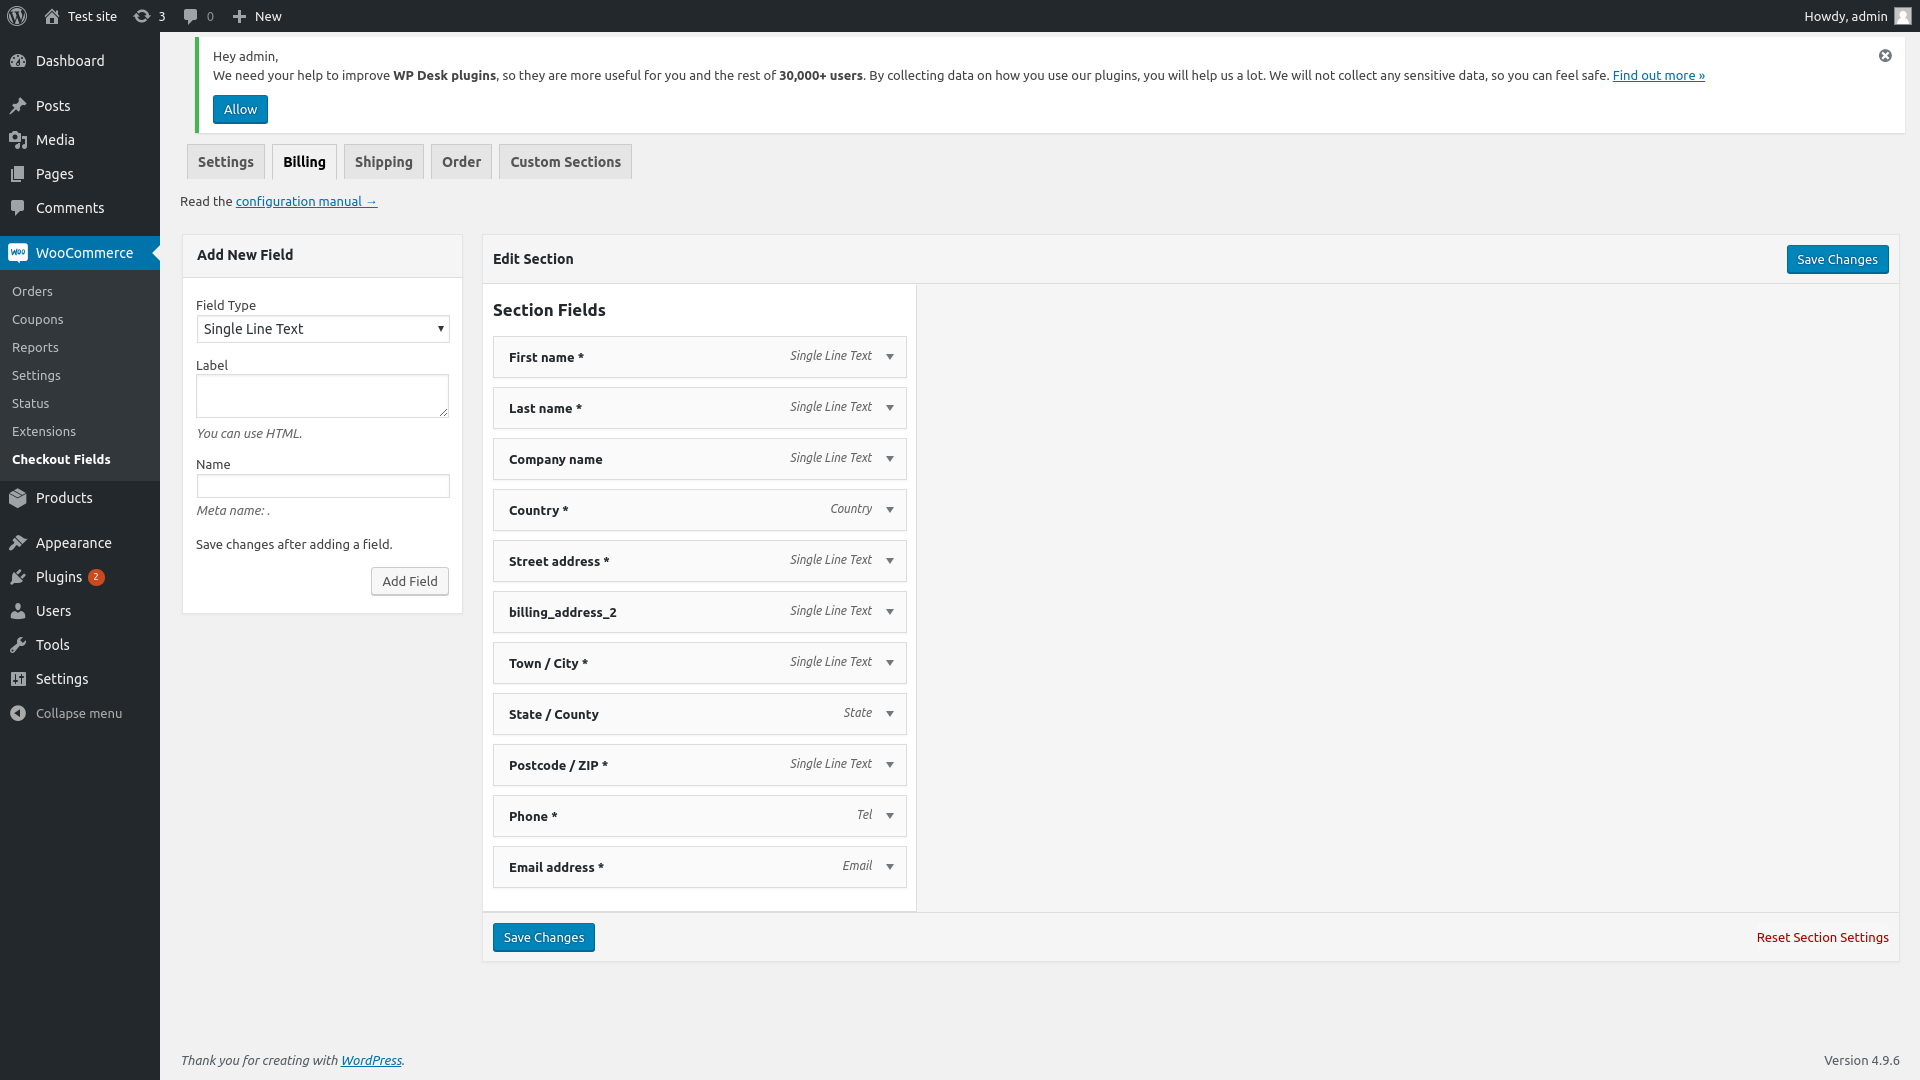 Test site
3
0
New
Howdy, admin
Dashboard
Posts
Media
Pages
Comments
WooCommerce
Orders
Coupons
Reports
Settings
Status
Extensions
Checkout Fields
Products
Appearance
Plugins 2
Users
Tools
Settings
Collapse menu
Hey admin,
We need your help to improve WP Desk plugins, so they are more useful for you and the rest of 30,000+ users. By collecting data on how you use our plugins, you will help us a lot. We will not collect any sensitive data, so you can feel safe. Find out more »
Allow
Settings
Billing
Shipping
Order
Custom Sections
Read the configuration manual →
Add New Field
Field Type
Single Line Text
Label
You can use HTML.
Name
Meta name: .
Save changes after adding a field.
Add Field
Edit Section
Save Changes
Section Fields
First name * Single Line Text
Last name * Single Line Text
Company name Single Line Text
Country * Country
Street address * Single Line Text
billing_address_2 Single Line Text
Town / City * Single Line Text
State / County State
Postcode / ZIP * Single Line Text
Phone * Tel
Email address * Email
Save Changes
Reset Section Settings
Thank you for creating with WordPress.
Version 4.9.6